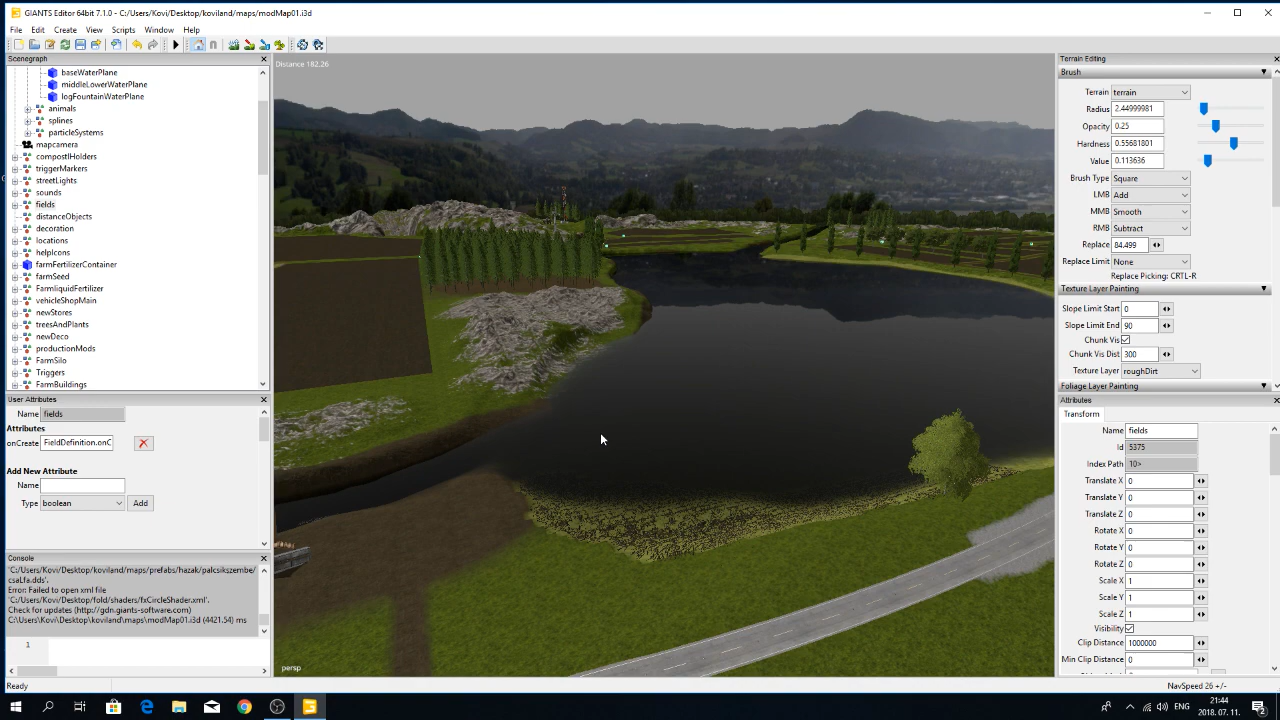 GIANTS Editor 64bit 7.1.0 - C:/Users/Kovi/Desktop/koviland/maps/modMap01.i3d
File Edit Create View Scripts Window Help
Scenegraph
baseWaterPlane
middleLowerWaterPlane
logFountainWaterPlane
animals
splines
particleSystems
mapcamera
compostlHolders
triggerMarkers
streetLights
sounds
fields
distanceObjects
decoration
locations
helpIcons
farmFertilizerContainer
farmSeed
FarmliquidFertilizer
vehicleShopMain
newStores
treesAndPlants
newDeco
productionMods
FarmSilo
Triggers
FarmBuildings
User Attributes
Name fields
Attributes
onCreate FieldDefinition.onC
Add New Attribute
Name
Type boolean Add
Console
'C:/Users/Kovi/Desktop/koviland/maps/prefabs/hazak/palcsikszembe/
csaLfa.dds'.
Error: Failed to open xml file
'C:/Users/Kovi/Desktop/fold/shaders/fxCircleShader.xml'.
Check for updates (http://gdn.giants-software.com)
C:\Users\Kovi\Desktop\koviland\maps\modMap01.i3d (4421.54) ms
1
Ready
Distance 182.26
persp
Terrain Editing
Brush
Terrain terrain
Radius 2.44999981
Opacity 0.25
Hardness 0.55681801
Value 0.113636
Brush Type Square
LMB Add
MMB Smooth
RMB Subtract
Replace 84.499
Replace Limit None
Replace Picking: CRTL-R
Texture Layer Painting
Slope Limit Start 0
Slope Limit End 90
Chunk Vis
Chunk Vis Dist 300
Texture Layer roughDirt
Foliage Layer Painting
Attributes
Transform
Name fields
Id 5375
Index Path 10>
Translate X 0
Translate Y 0
Translate Z 0
Rotate X 0
Rotate Y 0
Rotate Z 0
Scale X 1
Scale Y 1
Scale Z 1
Visibility
Clip Distance 1000000
Min Clip Distance 0
NavSpeed 26 +/-
ENG
21:44
2018. 07. 11.
2